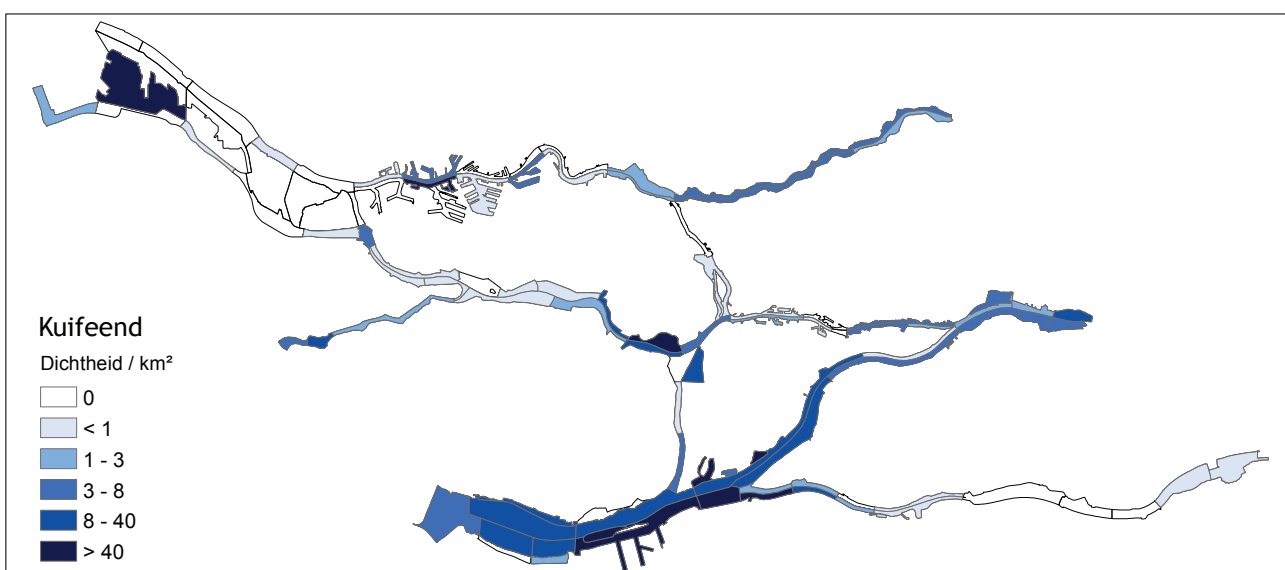 Kuifeend
Dichtheid / km²
0
< 1
1 - 3
3 - 8
8 - 40
> 40